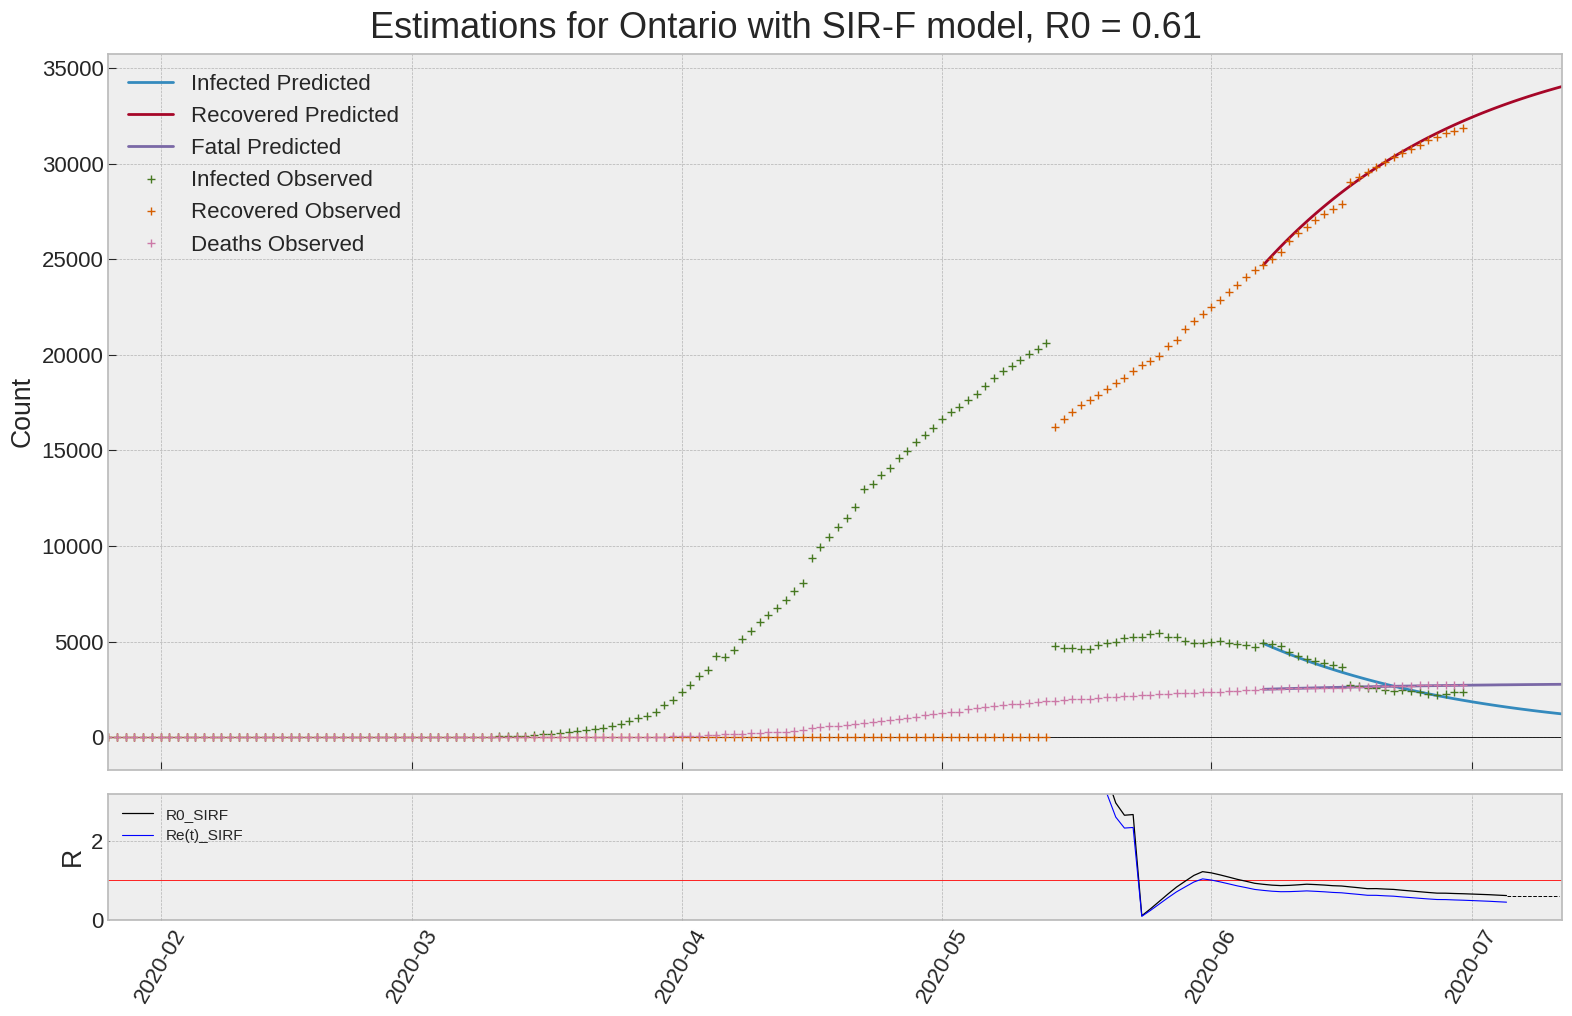 Estimations for Ontario with SIR-F model, R0 = 0.61
35000
30000
25000
20000
15000
10000
5000
0
Count
Infected Predicted
Recovered Predicted
Fatal Predicted
Infected Observed
Recovered Observed
Deaths Observed
2
0
R
R0_SIRF
Re(t)_SIRF
2020-02
2020-03
2020-04
2020-05
2020-06
2020-07